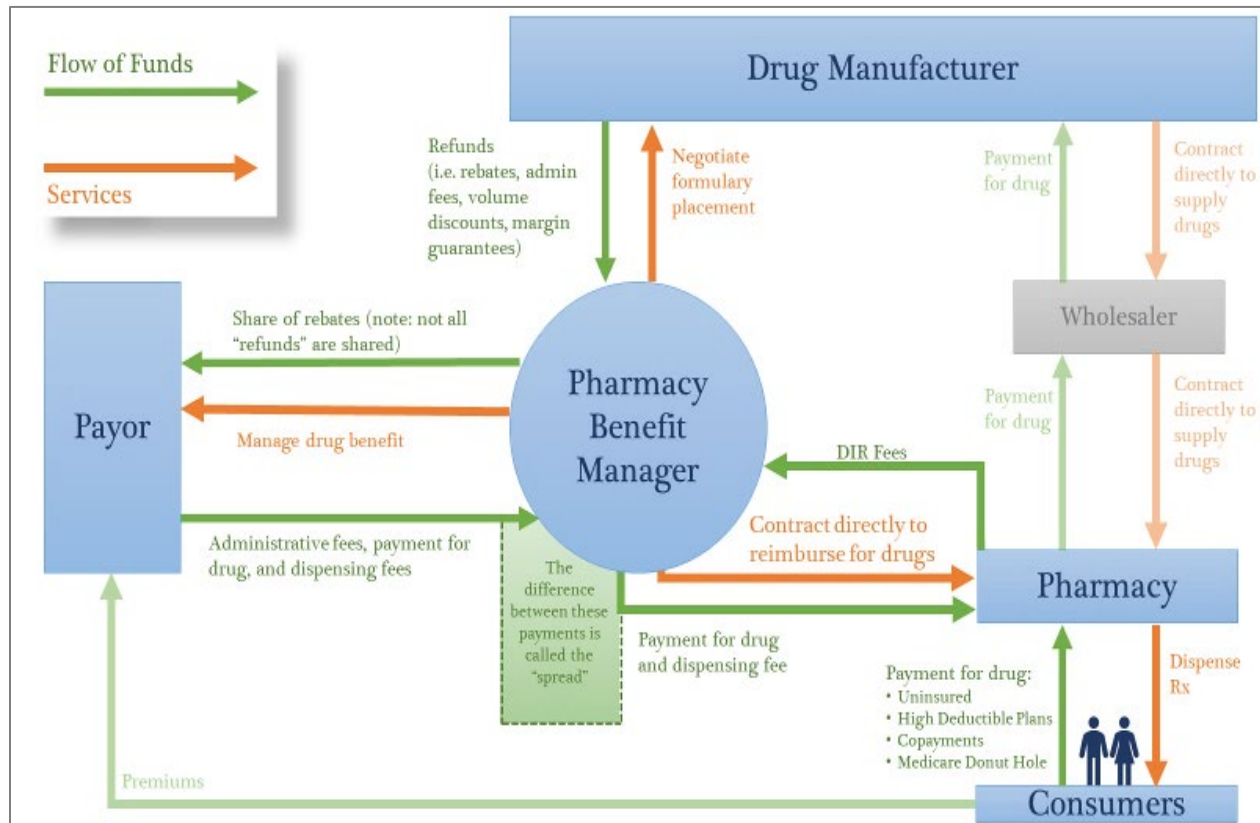 Flow of Funds
Services
Drug Manufacturer
Refunds
(i.e. rebates, admin
fees, volume
discounts, margin
guarantees)
Negotiate
formulary
placement
Payment
for drug
Contract
directly to
supply
drugs
Wholesaler
Payment
for drug
Contract
directly to
supply
drugs
Payor
Share of rebates (note: not all
“refunds” are shared)
Manage drug benefit
Administrative fees, payment for
drug, and dispensing fees
Pharmacy
Benefit
Manager
The
difference
between these
payments is
called the
“spread”
DIR Fees
Contract directly to
reimburse for drugs
Payment for drug
and dispensing fee
Pharmacy
Payment for drug:
• Uninsured
• High Deductible Plans
• Copayments
• Medicare Donut Hole
Dispense
Rx
Premiums
Consumers